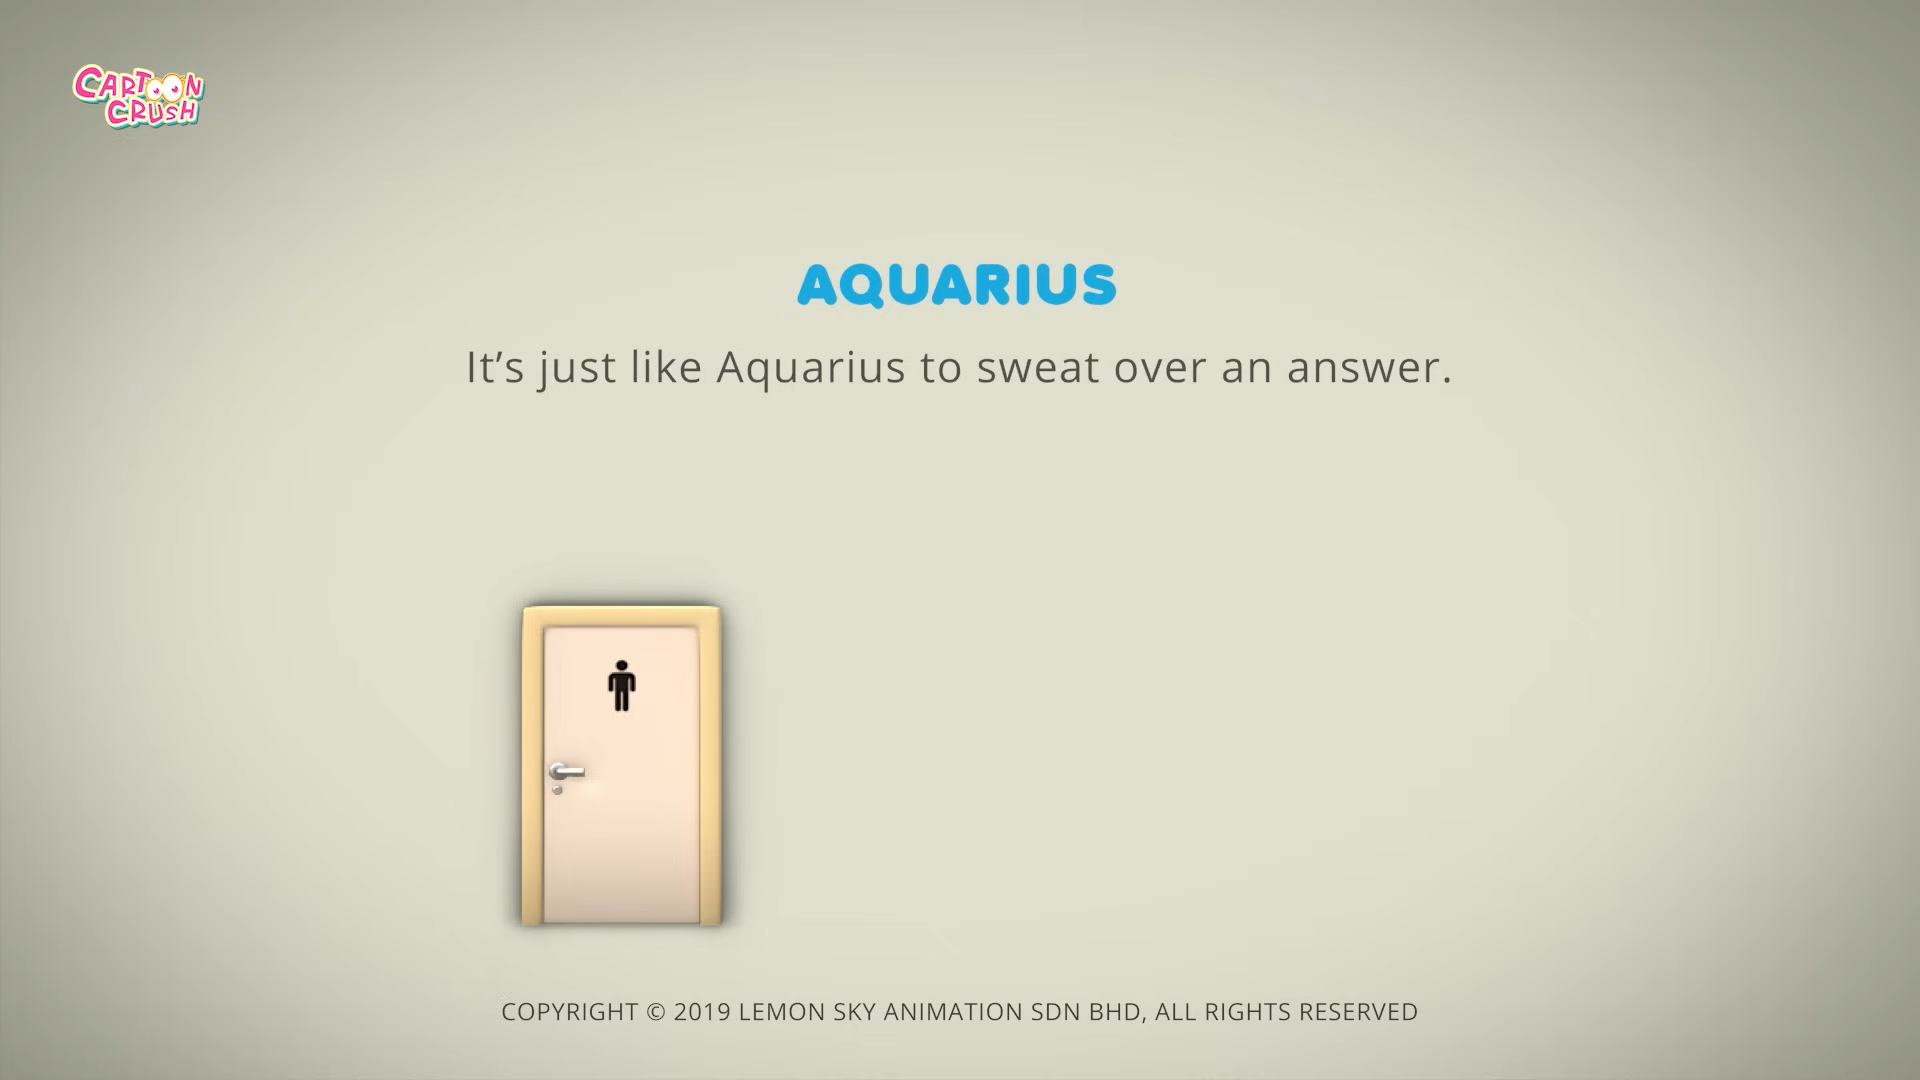 CARTOON
CRUSH
AQUARIUS
It’s just like Aquarius to sweat over an answer.
COPYRIGHT © 2019 LEMON SKY ANIMATION SDN BHD, ALL RIGHTS RESERVED